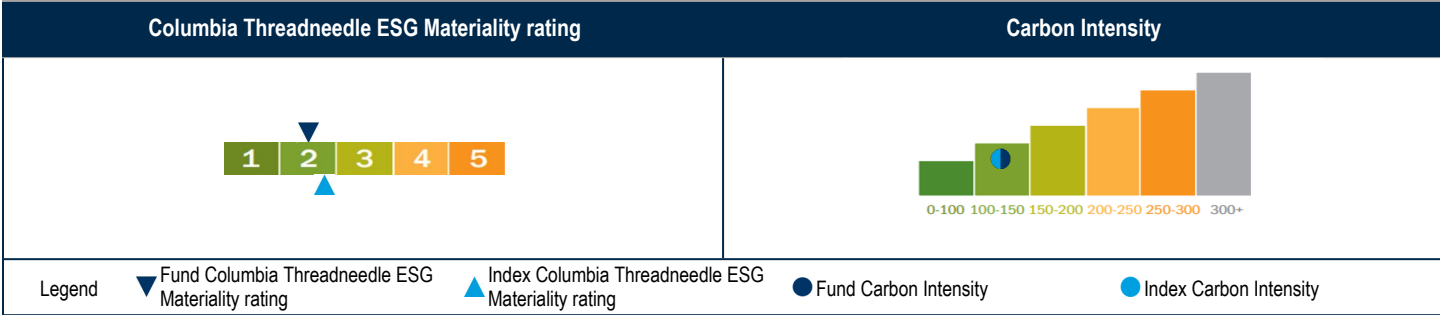 Columbia Threadneedle ESG Materiality rating
Carbon Intensity
1 2 3 4 5
0-100 100-150 150-200 200-250 250-300 300+
Legend
Fund Columbia Threadneedle ESG
Materiality rating
Index Columbia Threadneedle ESG
Materiality rating
Fund Carbon Intensity
Index Carbon Intensity